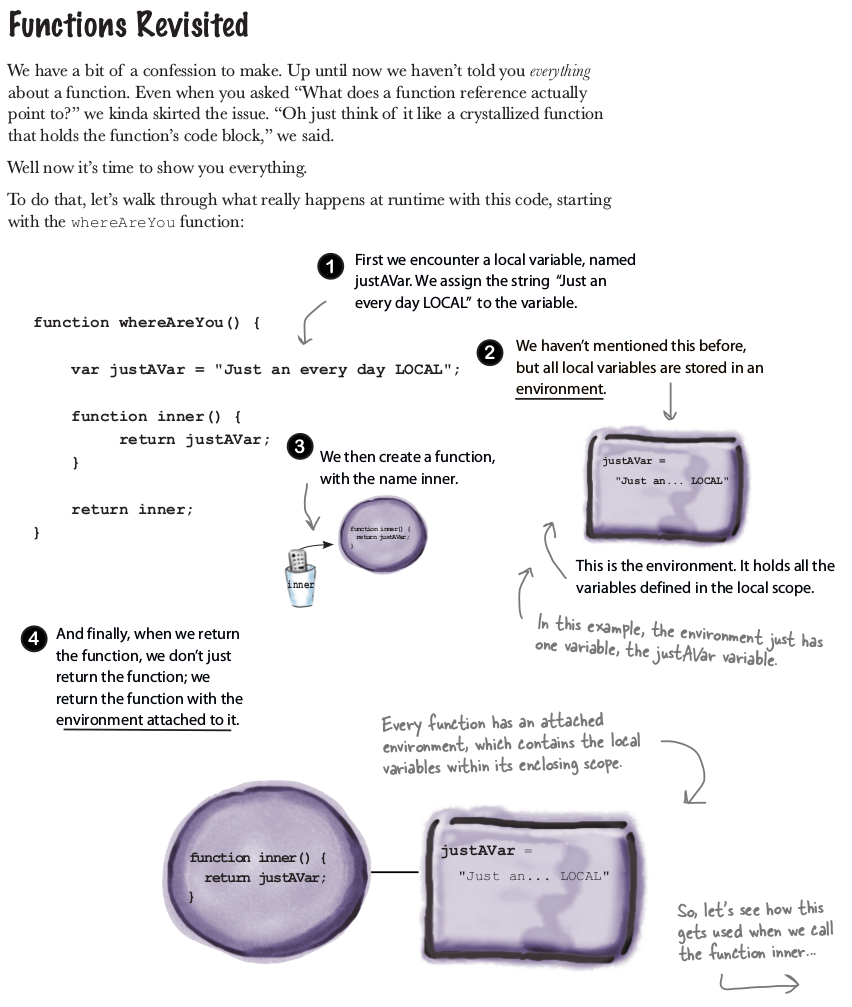 Functions Revisited
We have a bit of a confession to make. Up until now we haven't told you everything
about a function. Even when you asked “What does a function reference actually
point to?” we kinda skirted the issue. “Oh just think of it like a crystallized function
that holds the function's code block,” we said.
Well now it's time to show you everything.
To do that, let's walk through what really happens at runtime with this code, starting
with the whereAreYou function:
1 First we encounter a local variable, named
justAVar. We assign the string “Just an
every day LOCAL” to the variable.
function whereAreYou() {
var justAVar = "Just an every day LOCAL";
function inner() {
return justAVar;
}
return inner;
}
2 We haven't mentioned this before,
but all local variables are stored in an
environment.
justAVar =
"Just an... LOCAL"
This is the environment. It holds all the
variables defined in the local scope.
In this example, the environment just has
one variable, the justAVar variable.
3 We then create a function,
with the name inner.
function inner() {
return justAVar;
}
inner
4 And finally, when we return
the function, we don't just
return the function; we
return the function with the
environment attached to it.
Every function has an attached
environment, which contains the local
variables within its enclosing scope.
function inner() {
return justAVar;
}
justAVar =
"Just an... LOCAL"
So, let's see how this
gets used when we call
the function inner...